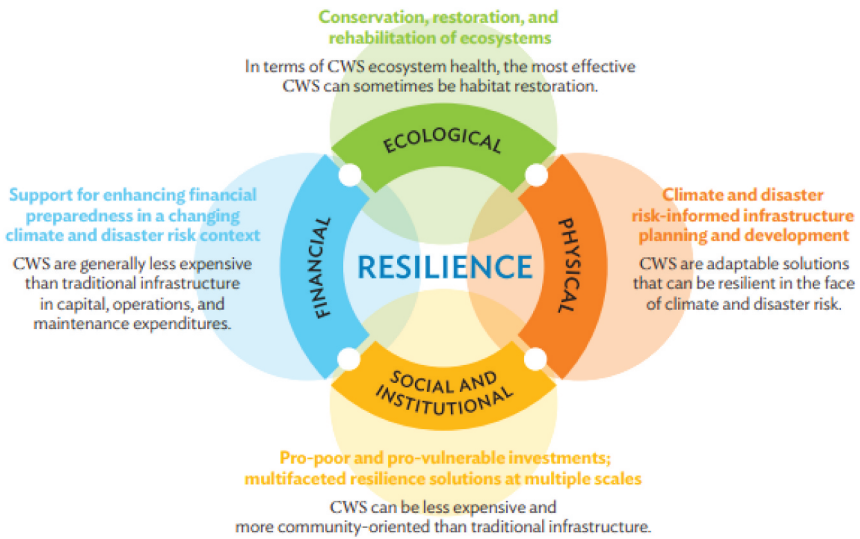 Conservation, restoration, and
rehabilitation of ecosystems
In terms of CWS ecosystem health, the most effective
CWS can sometimes be habitat restoration.
ECOLOGICAL
Support for enhancing financial
preparedness in a changing
climate and disaster risk context
CWS are generally less expensive
than traditional infrastructure
in capital, operations, and
maintenance expenditures.
FINANCIAL
RESILIENCE
PHYSICAL
Climate and disaster
risk-informed infrastructure
planning and development
CWS are adaptable solutions
that can be resilient in the face
of climate and disaster risk.
SOCIAL AND
INSTITUTIONAL
Pro-poor and pro-vulnerable investments;
multifaceted resilience solutions at multiple scales
CWS can be less expensive and
more community-oriented than traditional infrastructure.